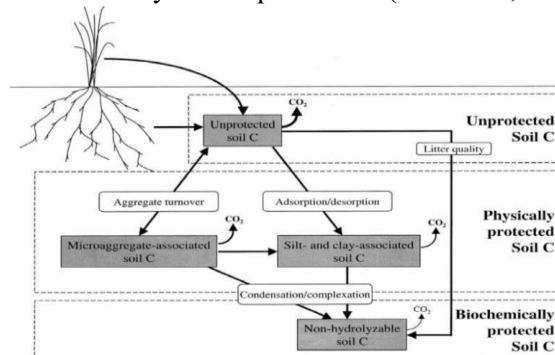 CO2
Unprotected
soil C
Unprotected
Soil C
Litter quality
Aggregate turnover
Adsorption/desorption
CO2
CO2
Microaggregate-associated
soil C
Silt- and clay-associated
soil C
Physically
protected
Soil C
Condensation/complexation
CO2
Non-hydrolyzable
soil C
Biochemically
protected
Soil C